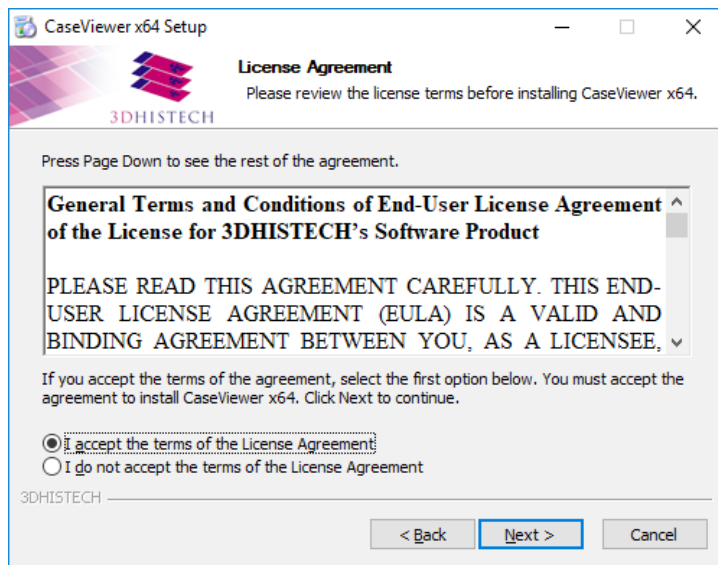 CaseViewer x64 Setup
License Agreement
Please review the license terms before installing CaseViewer x64.
3DHISTECH
Press Page Down to see the rest of the agreement.
General Terms and Conditions of End-User License Agreement
of the License for 3DHISTECH's Software Product
PLEASE READ THIS AGREEMENT CAREFULLY. THIS END-
USER LICENSE AGREEMENT (EULA) IS A VALID AND
BINDING AGREEMENT BETWEEN YOU, AS A LICENSEE,
If you accept the terms of the agreement, select the first option below. You must accept the
agreement to install CaseViewer x64. Click Next to continue.
I accept the terms of the License Agreement
I do not accept the terms of the License Agreement
3DHISTECH
< Back Next > Cancel